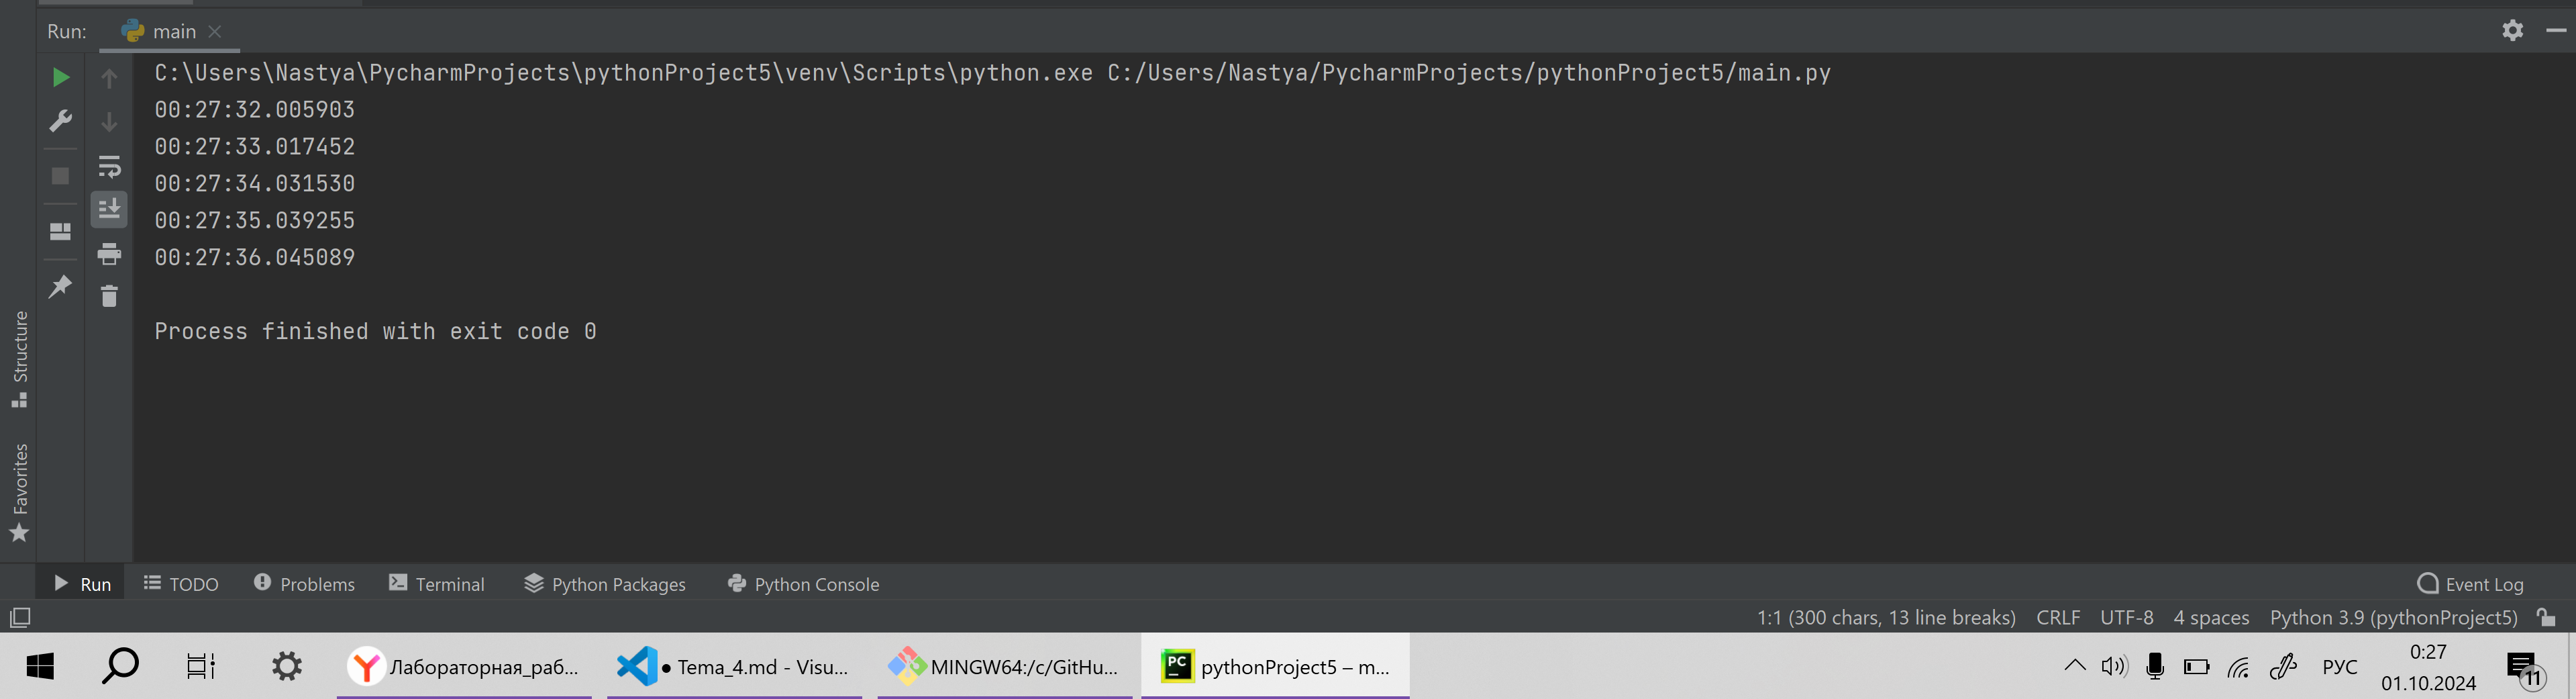 Run: main
C:\Users\Nastya\PycharmProjects\pythonProject5\venv\Scripts\python.exe C:/Users/Nastya/PycharmProjects/pythonProject5/main.py
00:27:32.005903
00:27:33.017452
00:27:34.031530
00:27:35.039255
00:27:36.045089
Process finished with exit code 0
Structure
Favorites
Run TODO Problems Terminal Python Packages Python Console Event Log
1:1 (300 chars, 13 line breaks) CRLF UTF-8 4 spaces Python 3.9 (pythonProject5)
Лабораторная_раб... ● Tema_4.md - Visu... MINGW64:/c/GitHu... PC pythonProject5 – m... РУС 0:27
01.10.2024 11